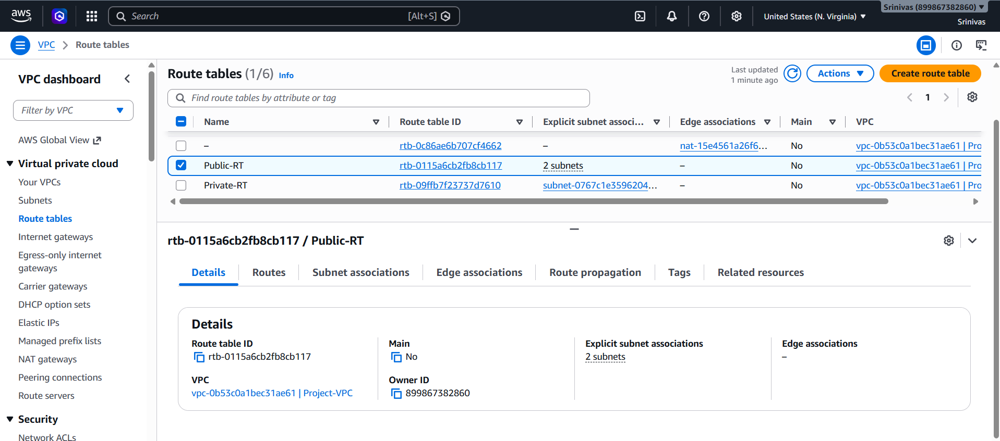 aws
Search [Alt+S]
United States (N. Virginia)
Srinivas (899867382860)
Srinivas
VPC
Route tables
VPC dashboard
Filter by VPC
AWS Global View
Virtual private cloud
Your VPCs
Subnets
Route tables
Internet gateways
Egress-only internet
gateways
Carrier gateways
DHCP option sets
Elastic IPs
Managed prefix lists
NAT gateways
Peering connections
Route servers
Security
Network ACLs
Route tables (1/6) Info
Last updated
1 minute ago
Actions
Create route table
Find route tables by attribute or tag
1
Name Route table ID Explicit subnet associ... Edge associations Main VPC
– rtb-0c86ae6b707cf4662 – nat-15e4561a26f6... No vpc-0b53c0a1bec31ae61 | Pro
Public-RT rtb-0115a6cb2fb8cb117 2 subnets – No vpc-0b53c0a1bec31ae61 | Pro
Private-RT rtb-09ffb7f23737d7610 subnet-0767c1e3596204... – No vpc-0b53c0a1bec31ae61 | Pro
rtb-0115a6cb2fb8cb117 / Public-RT
Details Routes Subnet associations Edge associations Route propagation Tags Related resources
Details
Route table ID
rtb-0115a6cb2fb8cb117
Main
No
Explicit subnet associations
2 subnets
Edge associations
–
VPC
vpc-0b53c0a1bec31ae61 | Project-VPC
Owner ID
899867382860